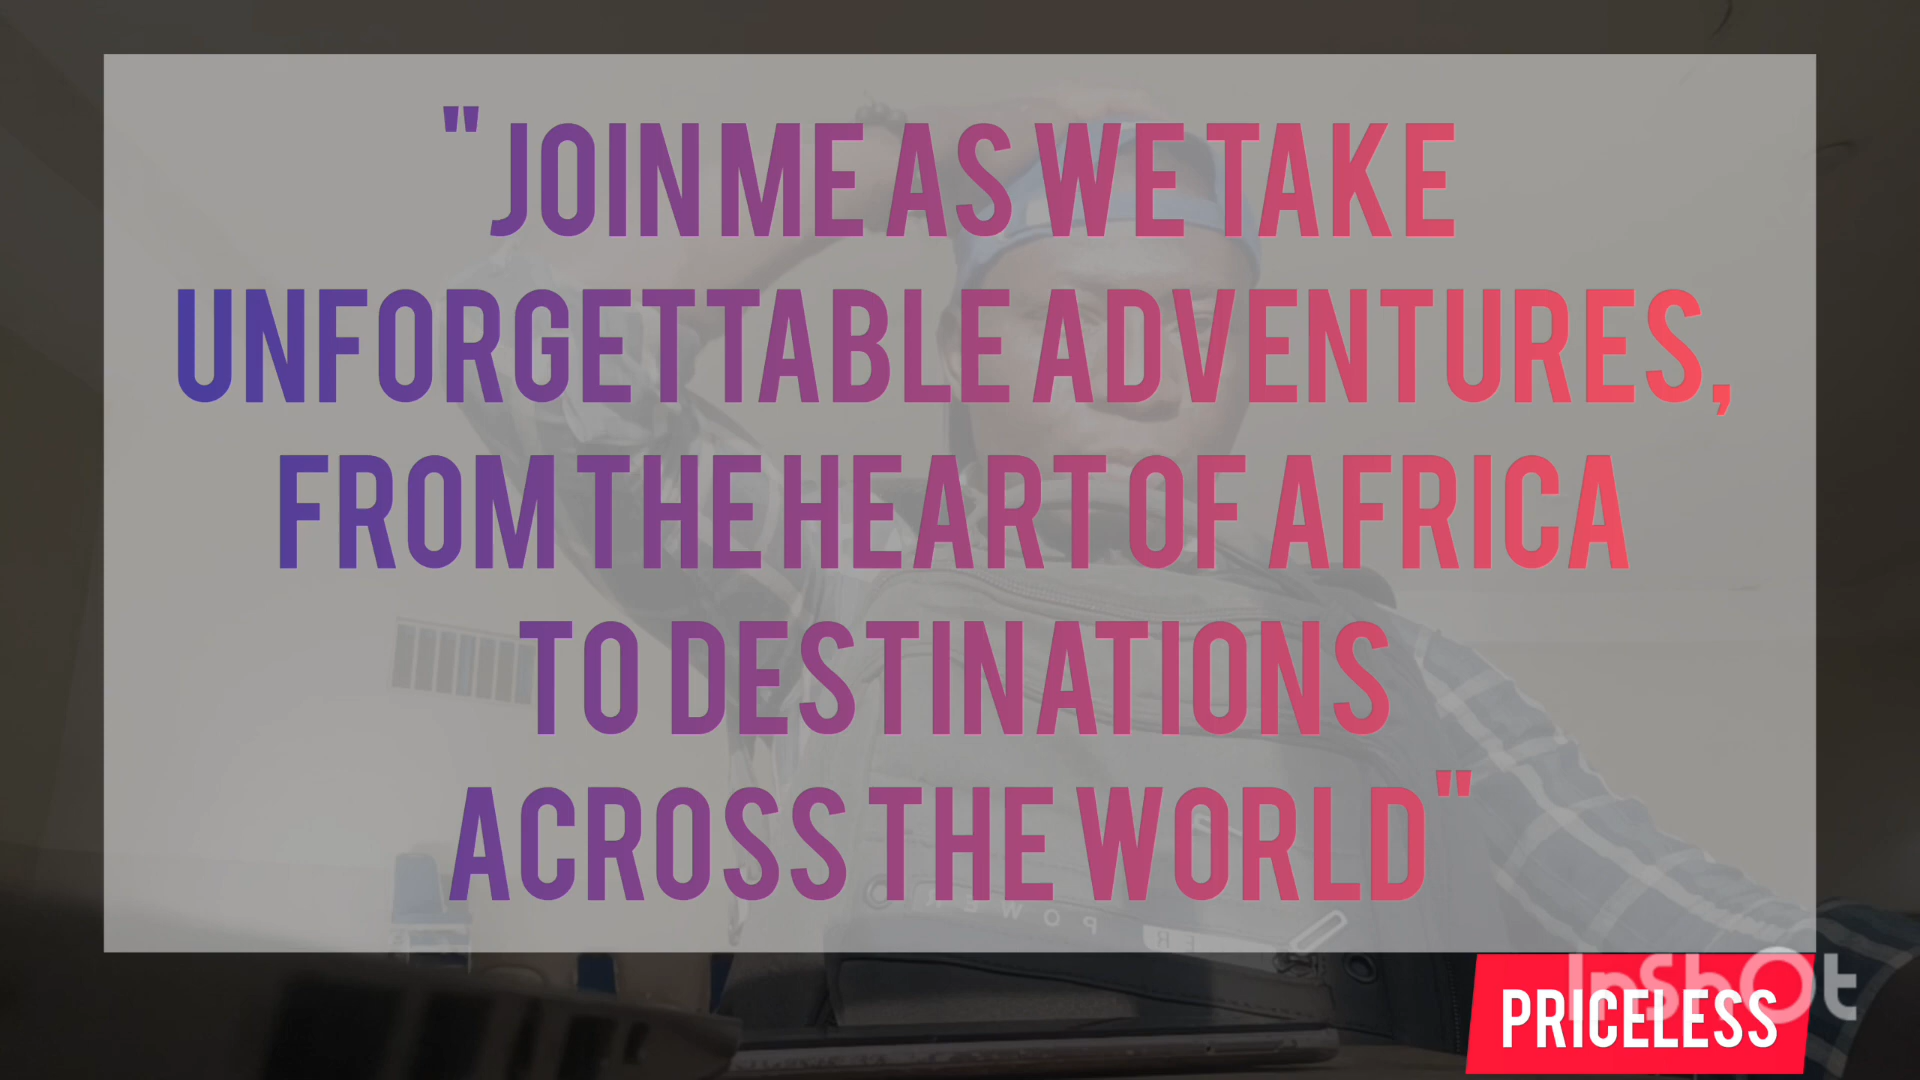 " JOIN ME AS WE TAKE
UNFORGETTABLE ADVENTURES,
FROM THE HEART OF AFRICA
TO DESTINATIONS
ACROSS THE WORLD"
POWER
InShOt
PRICELESS